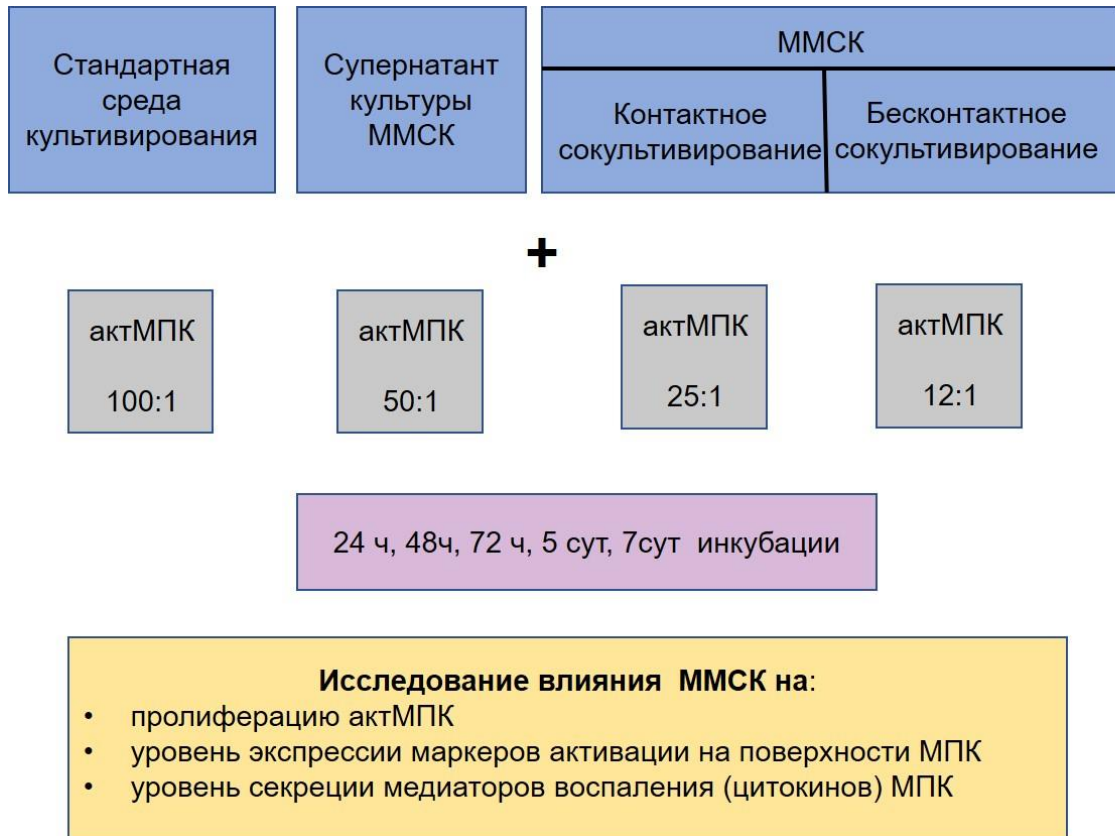 Стандартная
среда
культивирования
Супернатант
культуры
ММСК
ММСК
Контактное
сокультивирование
Бесконтактное
сокультивирование
+
актМПК
100:1
актМПК
50:1
актМПК
25:1
актМПК
12:1
24 ч, 48ч, 72 ч, 5 сут, 7сут инкубации
Исследование влияния ММСК на:
• пролиферацию актМПК
• уровень экспрессии маркеров активации на поверхности МПК
• уровень секреции медиаторов воспаления (цитокинов) МПК